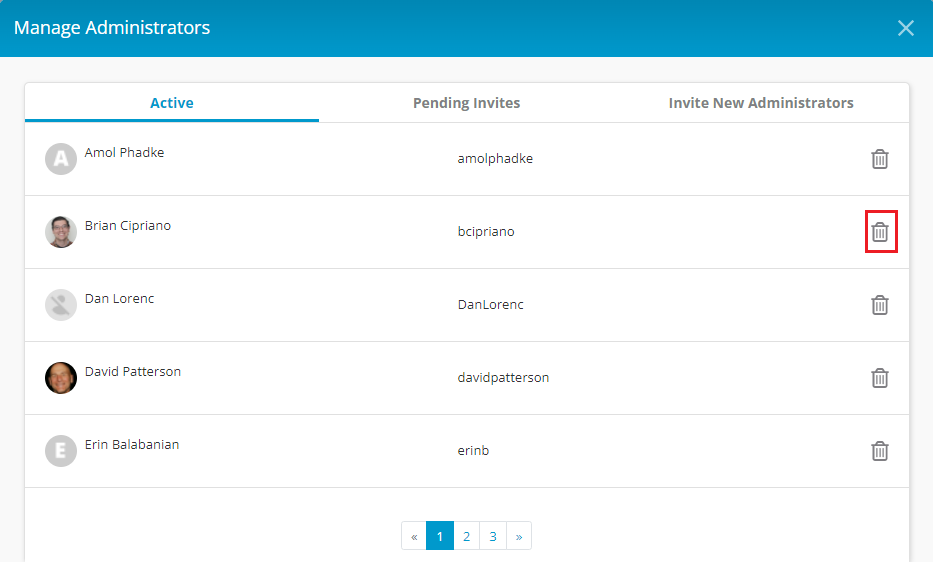 Manage Administrators
Active Pending Invites Invite New Administrators
A Amol Phadke amolphadke
Brian Cipriano bcipriano
Dan Lorenc DanLorenc
David Patterson davidpatterson
E Erin Balabanian erinb
« 1 2 3 »